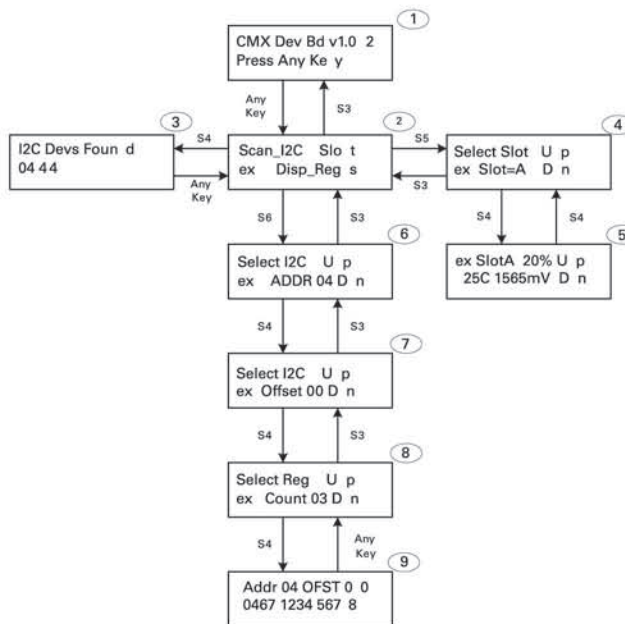 1
CMX Dev Bd v1.0 2
Press Any Ke y
Any
Key
S3
3
I2C Devs Foun d
04 44
S4
Any
Key
2
Scan_I2C Slo t
ex Disp_Reg s
S5
S3
4
Select Slot U p
ex Slot=A D n
S6
S3
S4
S4
6
Select I2C U p
ex ADDR 04 D n
5
ex SlotA 20% U p
25C 1565mV D n
S4
S3
7
Select I2C U p
ex Offset 00 D n
S4
S3
8
Select Reg U p
ex Count 03 D n
S4
Any
Key
9
Addr 04 OFST 0 0
0467 1234 567 8